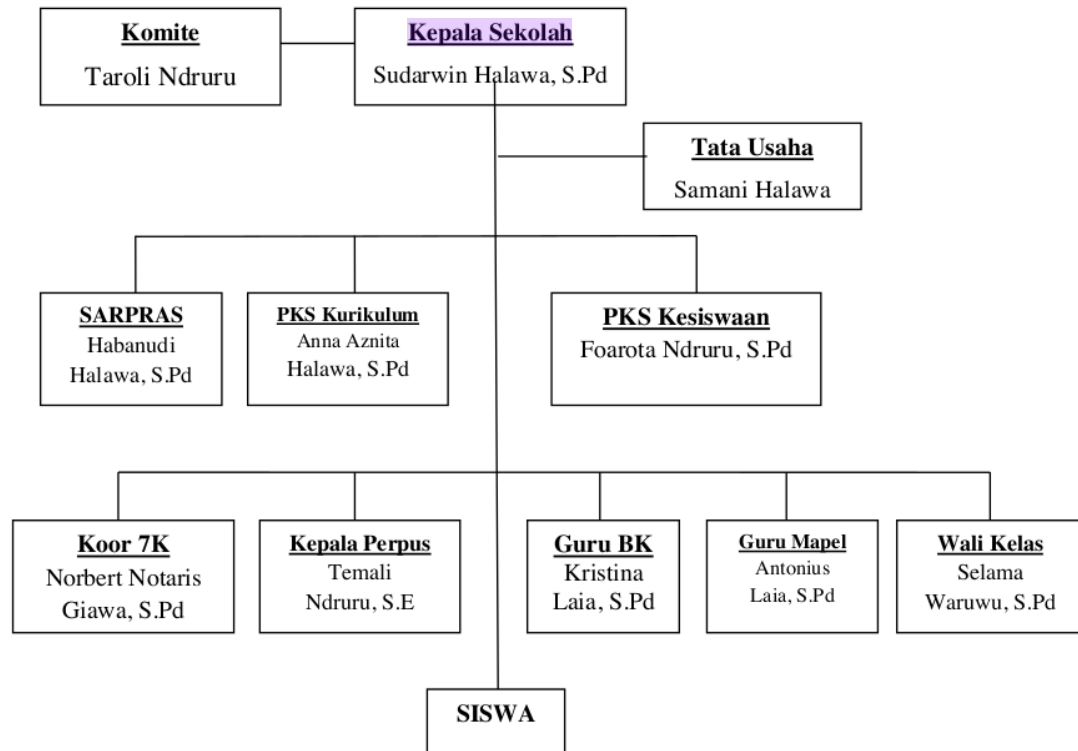 Komite
Taroli Ndruru
Kepala Sekolah
Sudarwin Halawa, S.Pd
Tata Usaha
Samani Halawa
SARPRAS
Habanudi
Halawa, S.Pd
PKS Kurikulum
Anna Aznita
Halawa, S.Pd
PKS Kesiswaan
Foarota Ndruru, S.Pd
Koor 7K
Norbert Notaris
Giawa, S.Pd
Kepala Perpus
Temali
Ndruru, S.E
Guru BK
Kristina
Laia, S.Pd
Guru Mapel
Antonius
Laia, S.Pd
Wali Kelas
Selama
Waruwu, S.Pd
SISWA